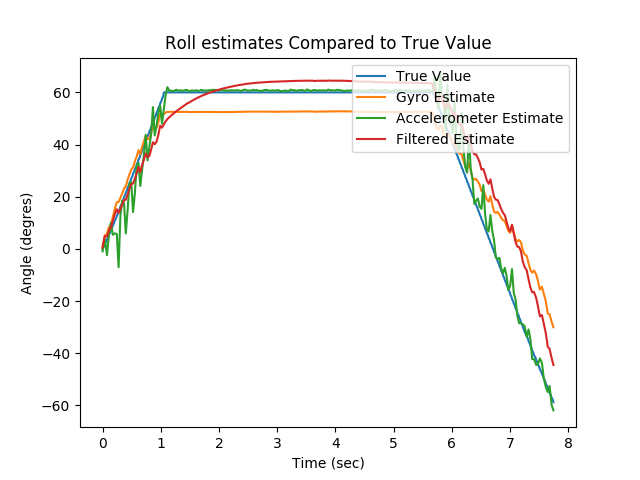 Roll estimates Compared to True Value
True Value
Gyro Estimate
Accelerometer Estimate
Filtered Estimate
Angle (degres)
60
40
20
0
−20
−40
−60
0 1 2 3 4 5 6 7 8
Time (sec)